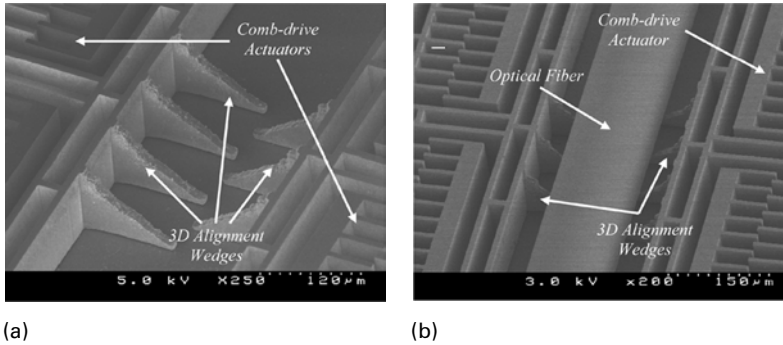 Comb-drive
Actuators
3D Alignment
Wedges
5.0 kV X250 120µm
(a)
Comb-drive
Actuator
Optical Fiber
3D Alignment
Wedges
3.0 kV x200 150µm
(b)